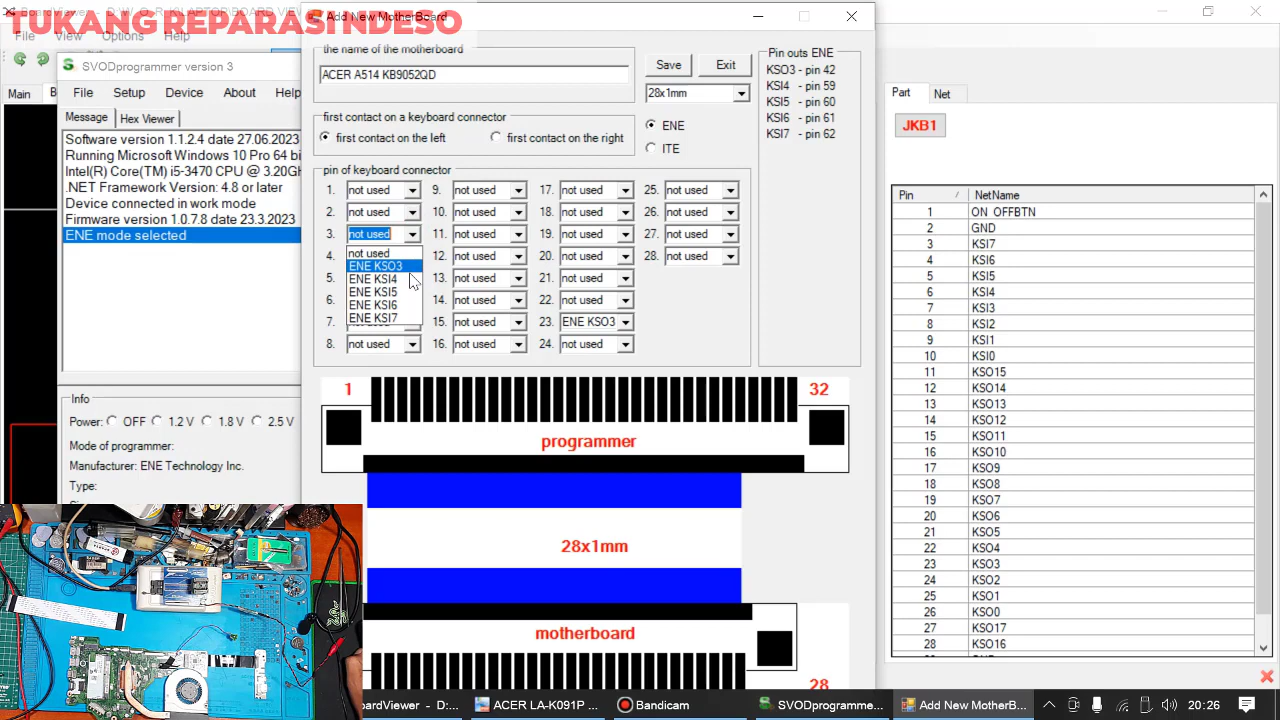 TUKANG REPARASI NDESO
BoardViewer - D
File View Options Help
Main
SVODprogrammer version 3
File Setup Device About Help
Message Hex Viewer
Software version 1.1.2.4 date 27.06.2023
Running Microsoft Windows 10 Pro 64 bi
Intel(R) Core(TM) i5-3470 CPU @ 3.20GH
.NET Framework Version: 4.8 or later
Device connected in work mode
Firmware version 1.0.7.8 date 23.3.2023
ENE mode selected
Info
Power: OFF 1.2 V 1.8 V 2.5 V
Mode of programmer:
Manufacturer: ENE Technology Inc.
Type:
Add New MotherBoard
the name of the motherboard
ACER A514 KB9052QD
Save Exit
28x1mm
first contact on a keyboard connector
first contact on the left first contact on the right
ENE
ITE
pin of keyboard connector
1. not used 9. not used 17. not used 25. not used
2. not used 10. not used 18. not used 26. not used
3. not used 11. not used 19. not used 27. not used
4. 12. not used 20. not used 28. not used
5. 13. not used 21. not used
6. 14. not used 22. not used
7. 15. not used 23. ENE KSO3
8. not used 16. not used 24. not used
not used
ENE KSO3
ENE KSI4
ENE KSI5
ENE KSI6
ENE KSI7
Pin outs ENE
KSO3 - pin 42
KSI4 - pin 59
KSI5 - pin 60
KSI6 - pin 61
KSI7 - pin 62
1 32
programmer
28x1mm
motherboard
28
Part Net
JKB1
Pin / NetName
1 ON_OFFBTN
2 GND
3 KSI7
4 KSI6
5 KSI5
6 KSI4
7 KSI3
8 KSI2
9 KSI1
10 KSI0
11 KSO15
12 KSO14
13 KSO13
14 KSO12
15 KSO11
16 KSO10
17 KSO9
18 KSO8
19 KSO7
20 KSO6
21 KSO5
22 KSO4
23 KSO3
24 KSO2
25 KSO1
26 KSO0
27 KSO17
28 KSO16
oardViewer - D:... ACER LA-K091P ... Bandicam SVODprogramme... Add New MotherB... 20:26